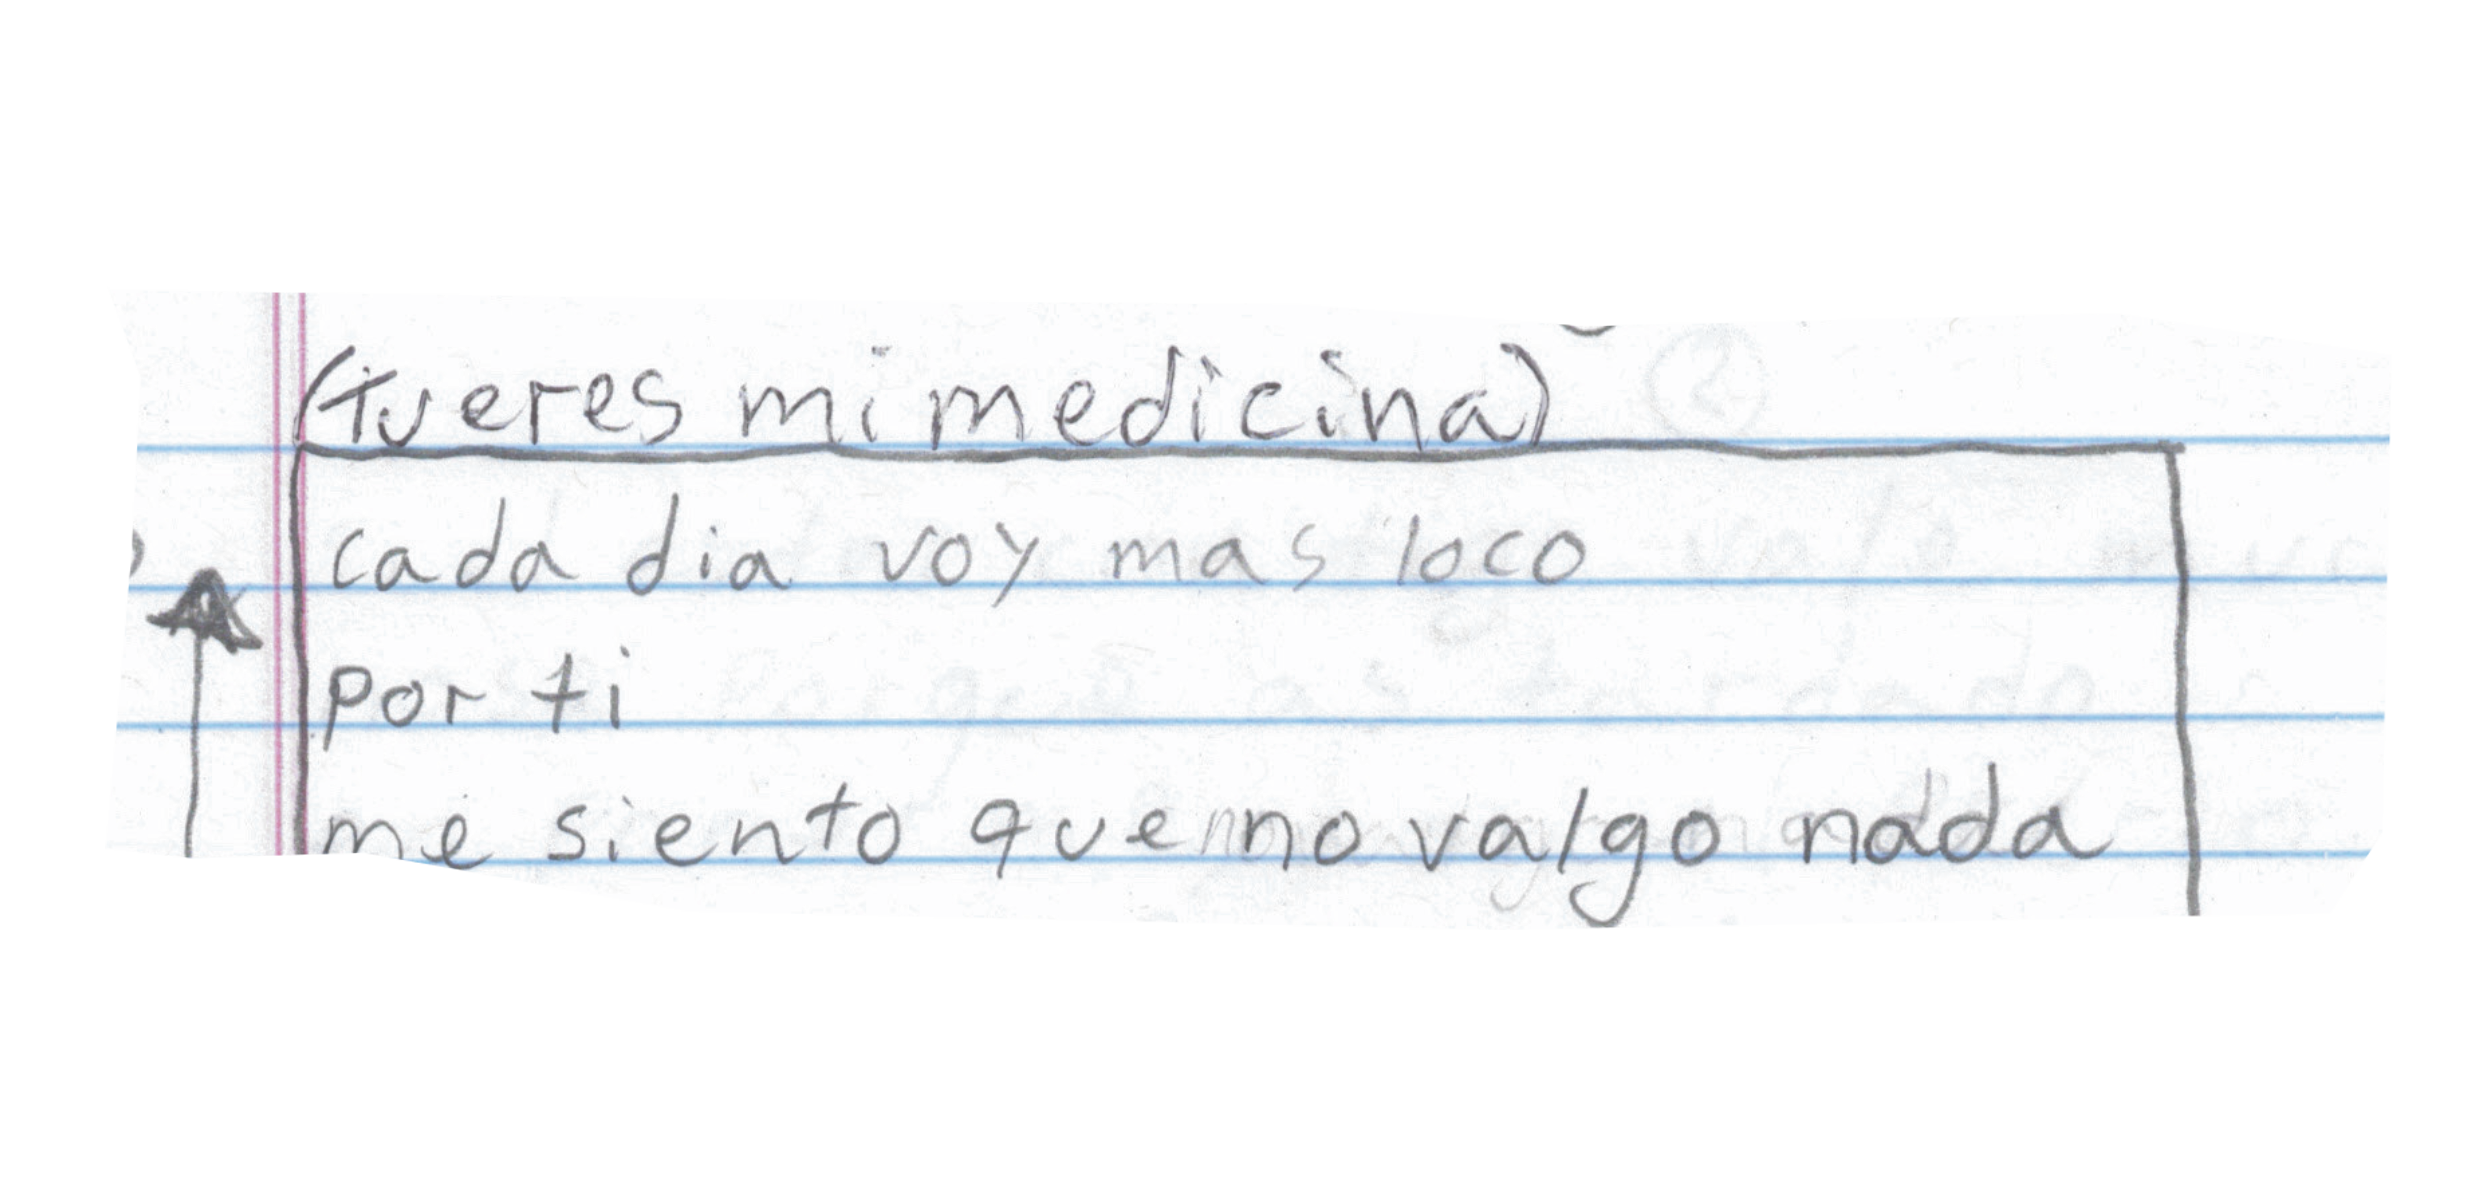 (tu eres mi medicina)
cada dia voy mas loco
por ti
me siento que no valgo nada